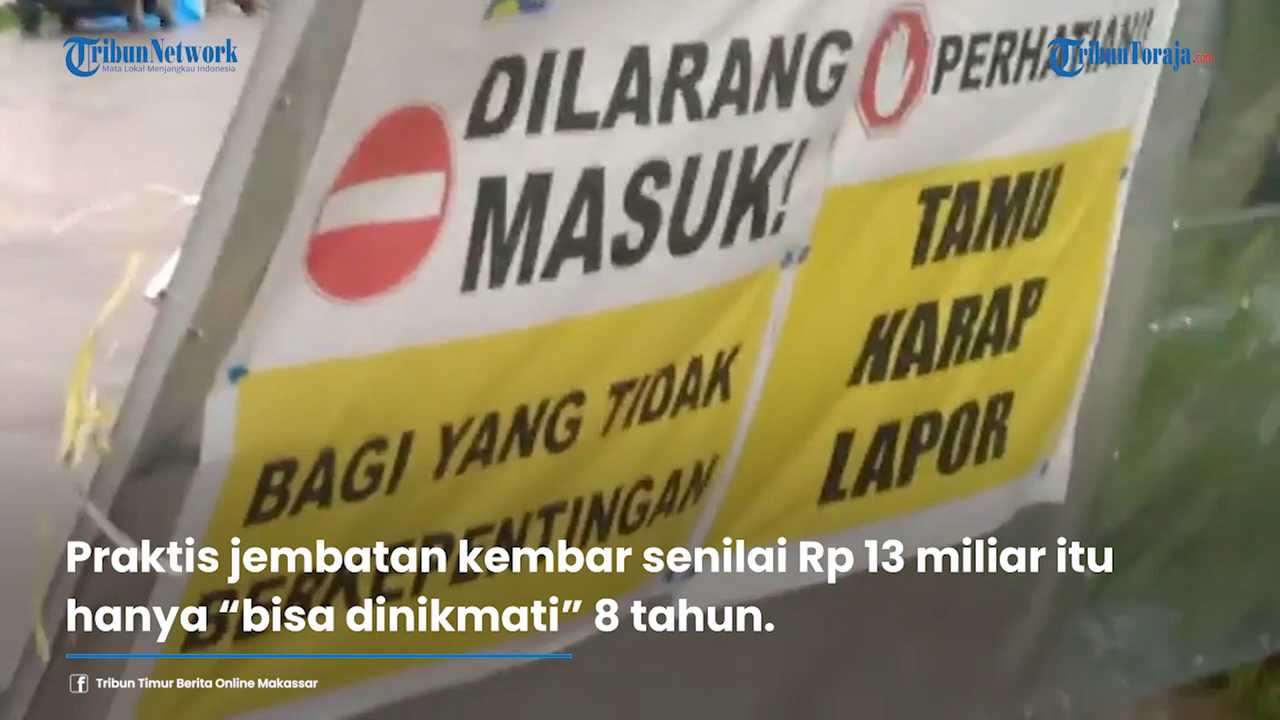 TribunNetwork
Mata Lokal Menjangkau Indonesia
TribunToraja.com
DILARANG
MASUK!
BAGI YANG TIDAK
BERKEPENTINGAN
PERHATIAN!!
TAMU
KARAP
LAPOR
Praktis jembatan kembar senilai Rp 13 miliar itu
hanya “bisa dinikmati” 8 tahun.
Tribun Timur Berita Online Makassar